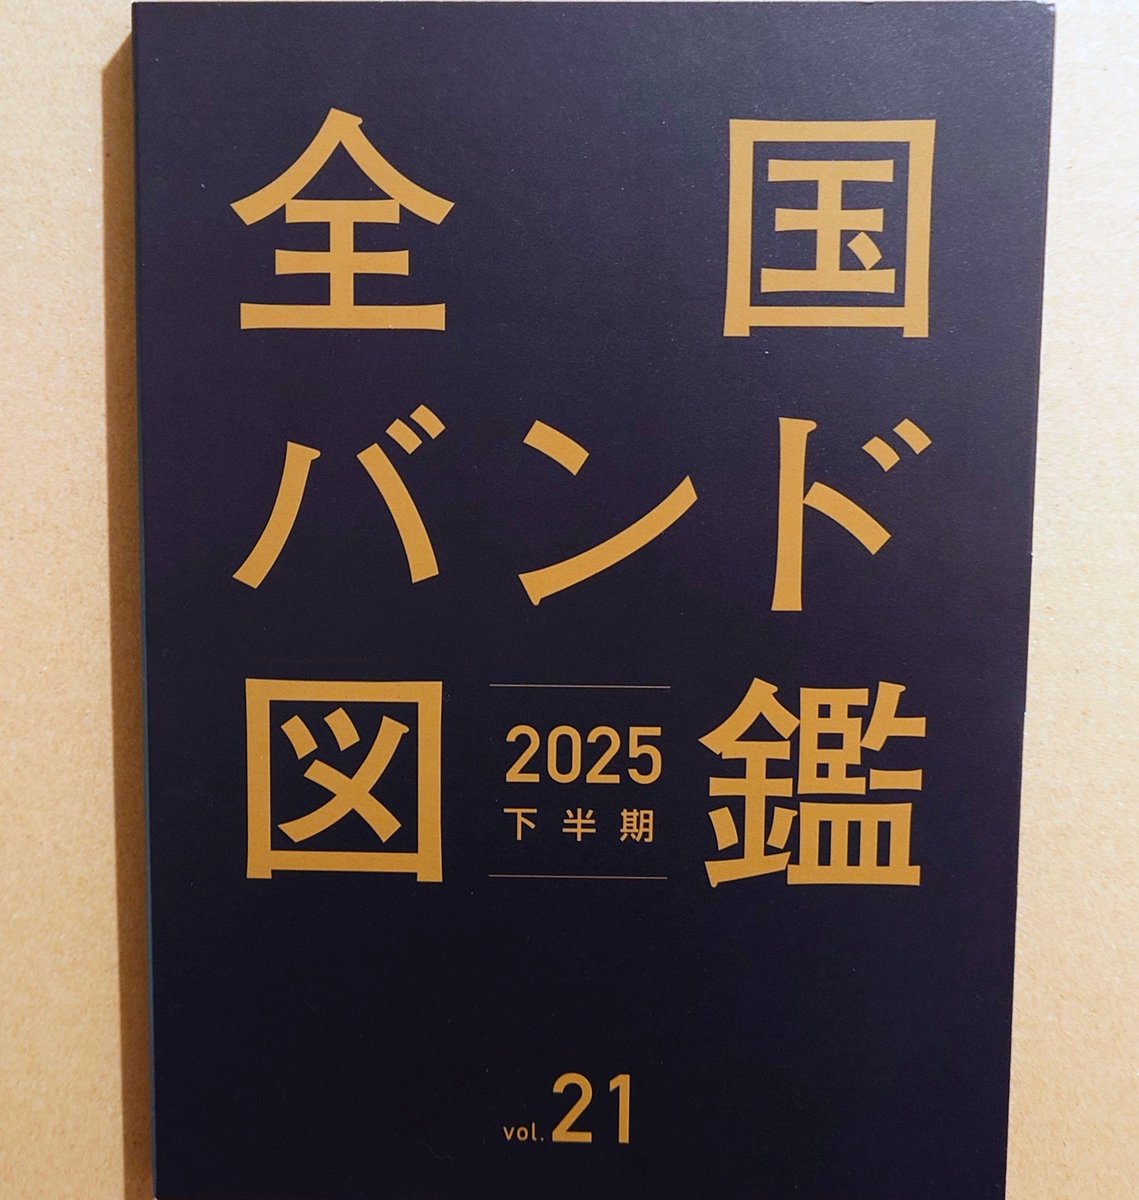 全国
バンド
図鑑
2025
下半期
vol.21